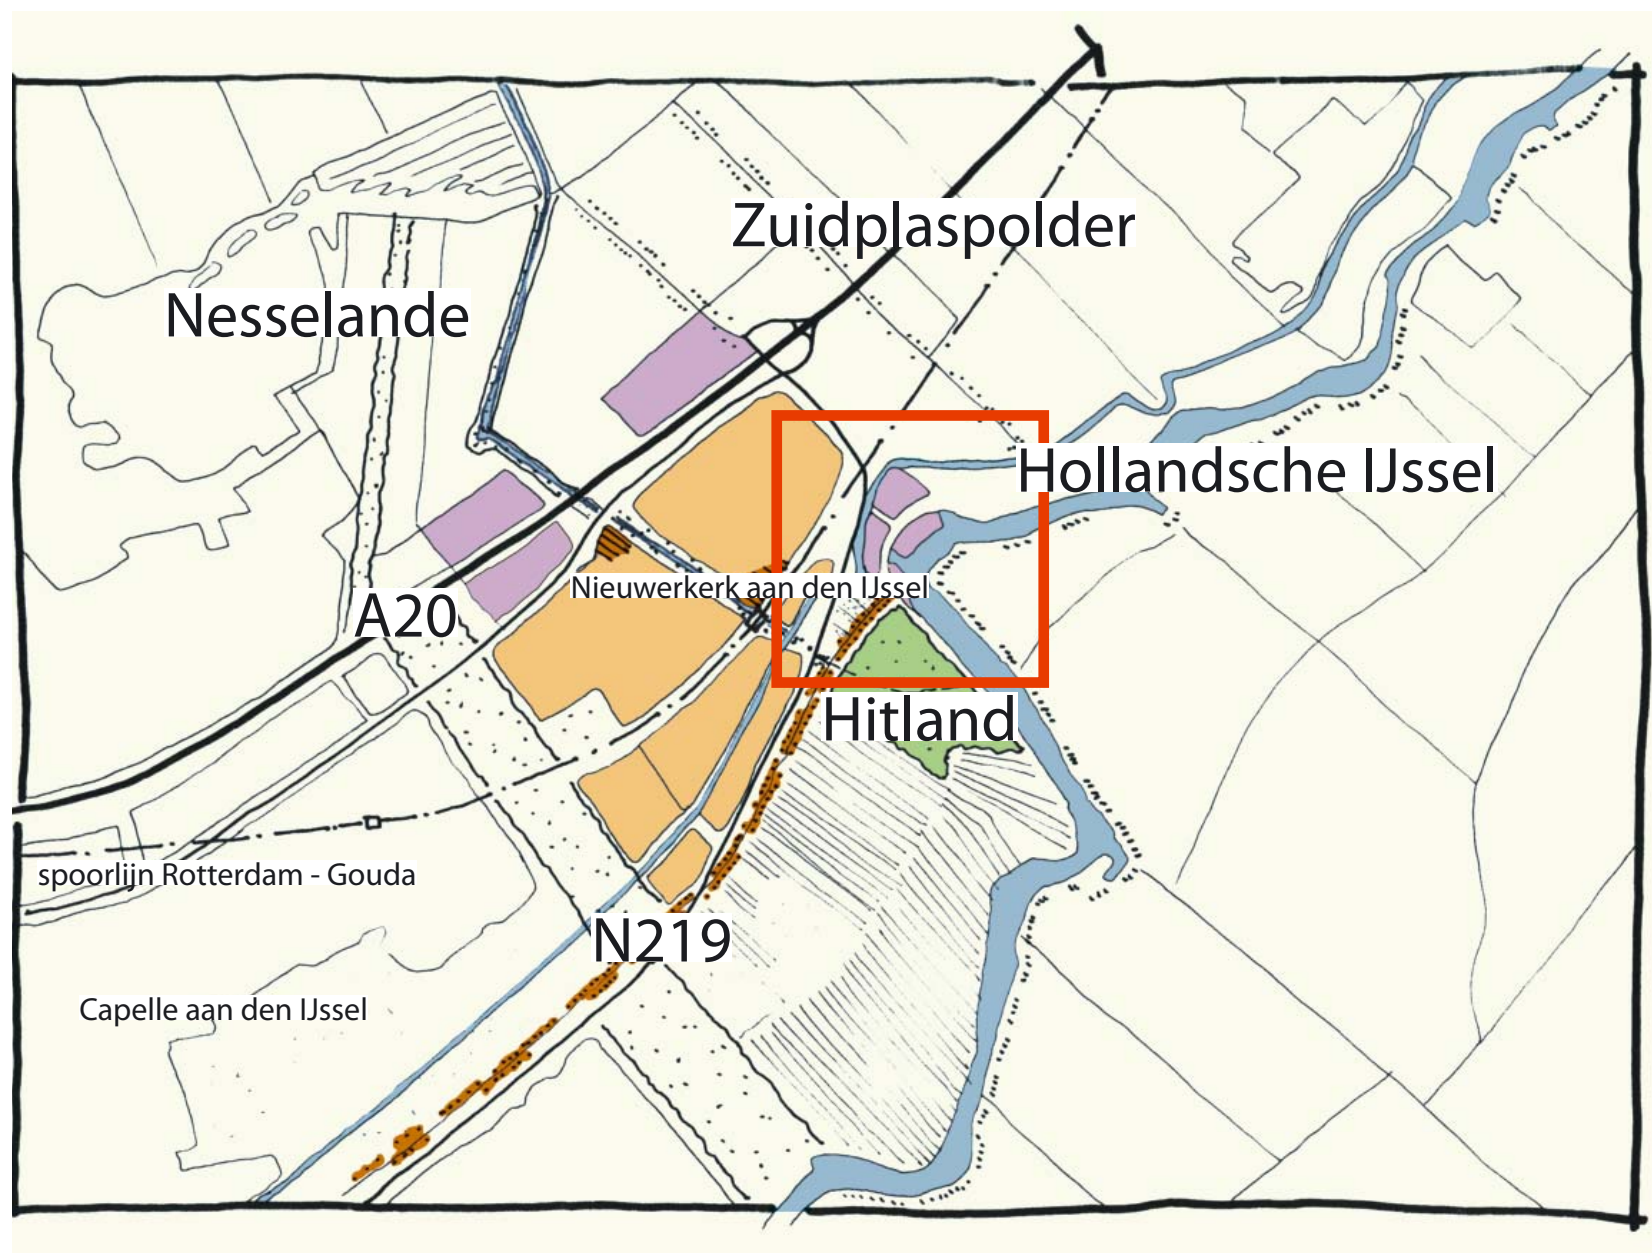 Zuidplaspolder
Nesselande
Hollandsche IJssel
Nieuwerkerk aan den IJssel
A20
Hitland
spoorlijn Rotterdam - Gouda
N219
Capelle aan den IJssel